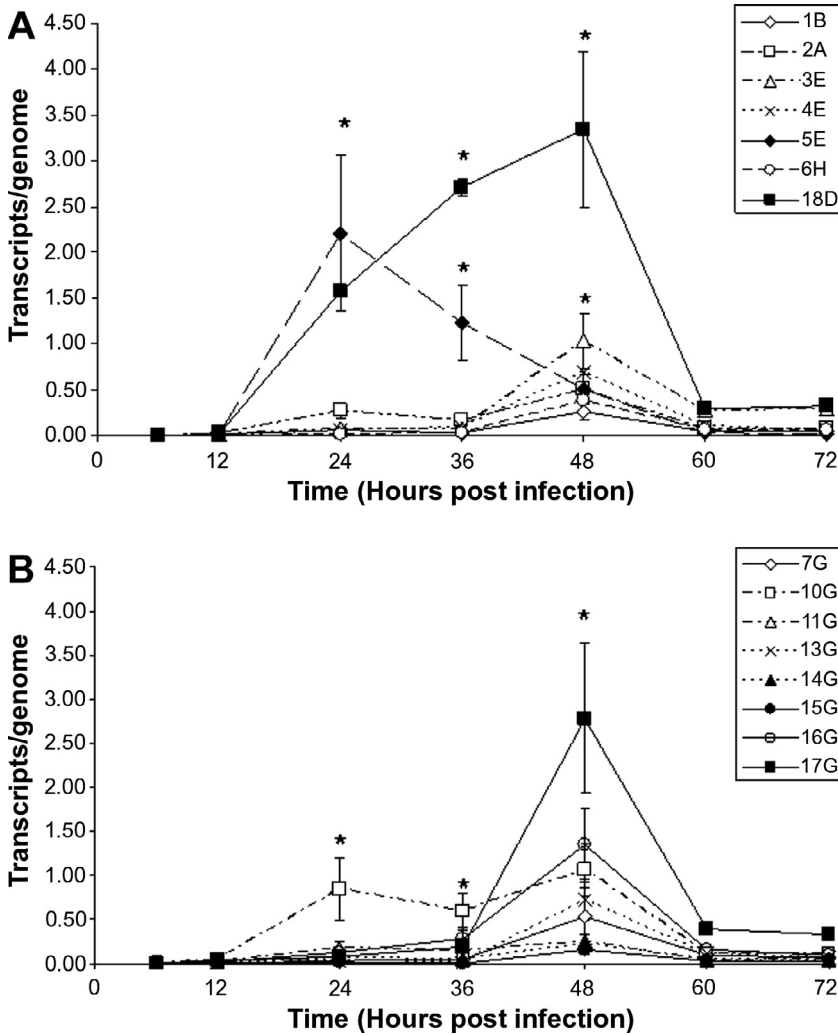 A
Transcripts/genome
4.50
4.00
3.50
3.00
2.50
2.00
1.50
1.00
0.50
0.00
0 12 24 36 48 60 72
Time (Hours post infection)
1B
2A
3E
4E
5E
6H
18D
* * * * *
B
Transcripts/genome
4.50
4.00
3.50
3.00
2.50
2.00
1.50
1.00
0.50
0.00
0 12 24 36 48 60 72
Time (Hours post infection)
7G
10G
11G
13G
14G
15G
16G
17G
* * *